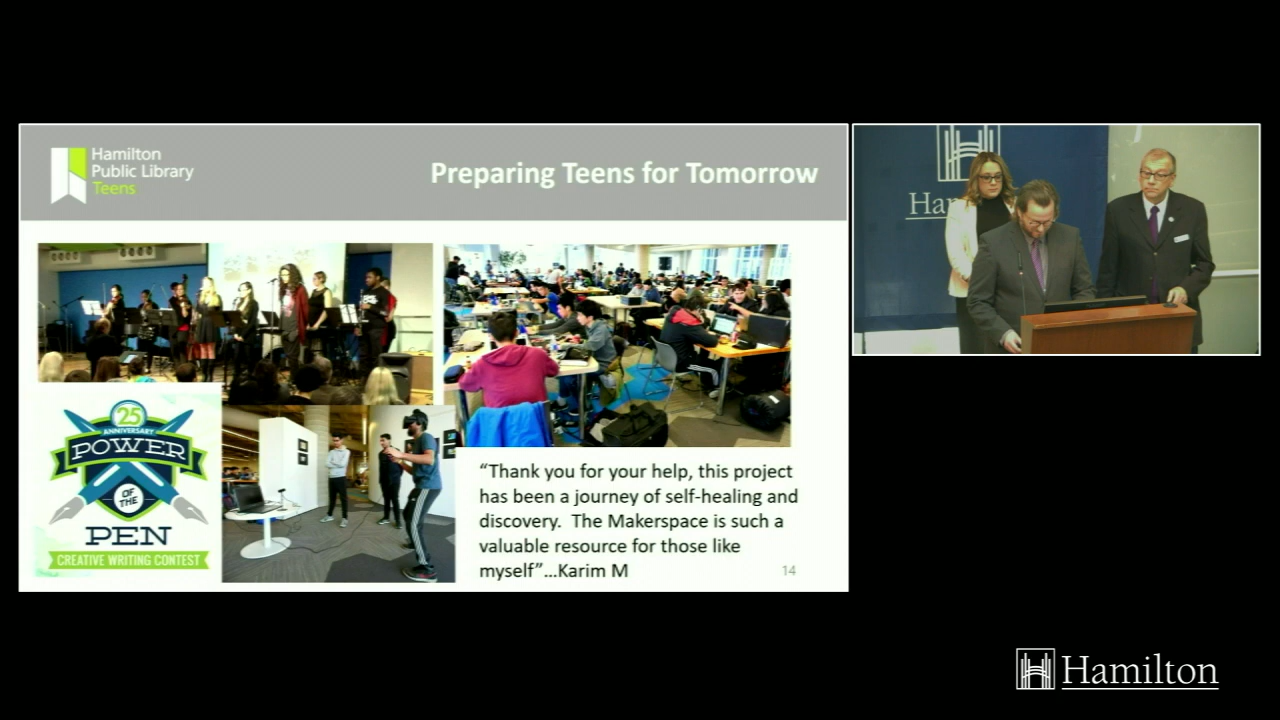 Hamilton
Public Library
Teens
Preparing Teens for Tomorrow
25
ANNIVERSARY
POWER
OF THE
PEN
CREATIVE WRITING CONTEST
“Thank you for your help, this project
has been a journey of self-healing and
discovery.  The Makerspace is such a
valuable resource for those like
myself”…Karim M
14
Ha
Hamilton